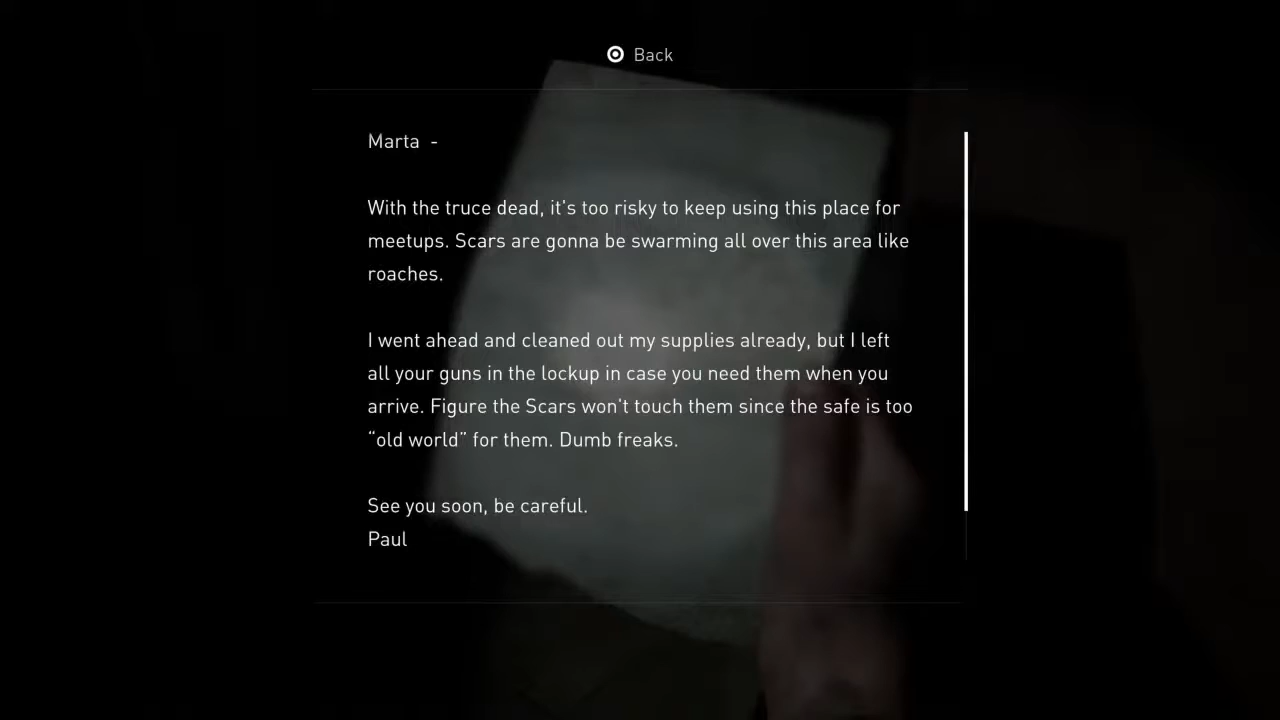 Back
Marta -
With the truce dead, it's too risky to keep using this place for
meetups. Scars are gonna be swarming all over this area like
roaches.
I went ahead and cleaned out my supplies already, but I left
all your guns in the lockup in case you need them when you
arrive. Figure the Scars won't touch them since the safe is too
“old world” for them. Dumb freaks.
See you soon, be careful.
Paul